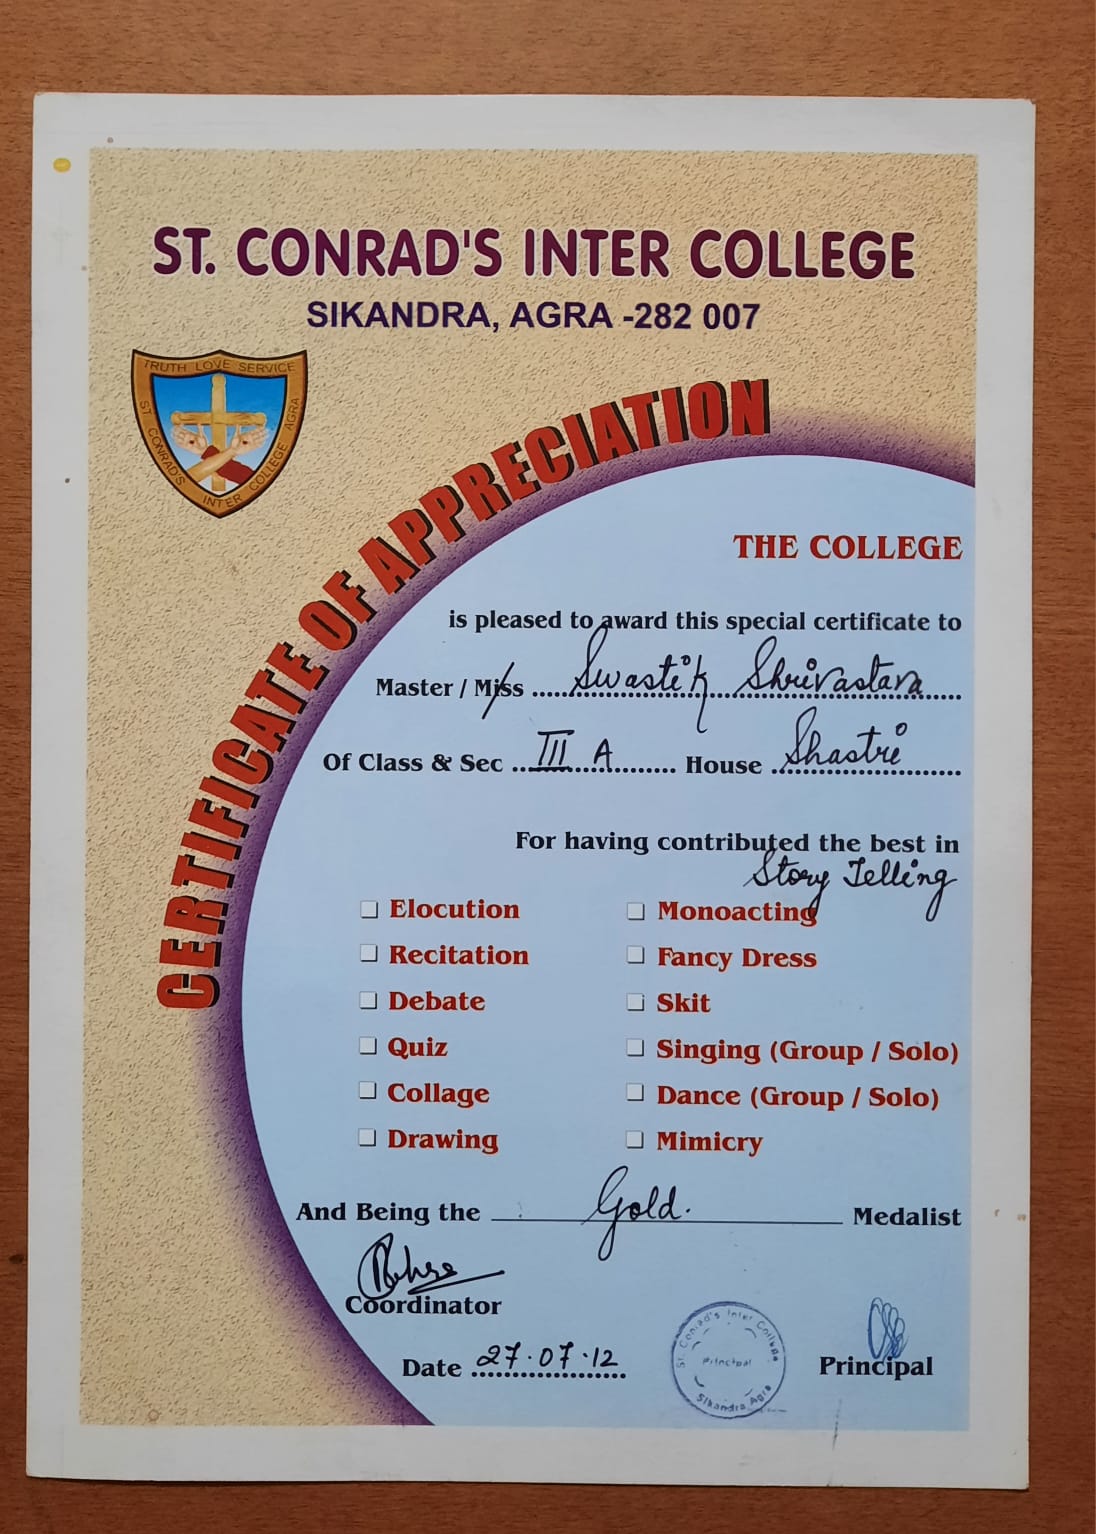 ST. CONRAD'S INTER COLLEGE
SIKANDRA, AGRA -282 007
TRUTH LOVE SERVICE
ST. CONRAD'S INTER COLLEGE AGRA
CERTIFICATE OF APPRECIATION
THE COLLEGE
is pleased to award this special certificate to
Master / Miss Swastik Shrivastava
Of Class & Sec III A House Shastri
For having contributed the best in
Story Telling
Elocution
Monoacting
Recitation
Fancy Dress
Debate
Skit
Quiz
Singing (Group / Solo)
Collage
Dance (Group / Solo)
Drawing
Mimicry
And Being the Gold. Medalist
Coordinator
Date 27.07.12
St. Conrad's Inter College
Principal
Sikandra Agra
Principal